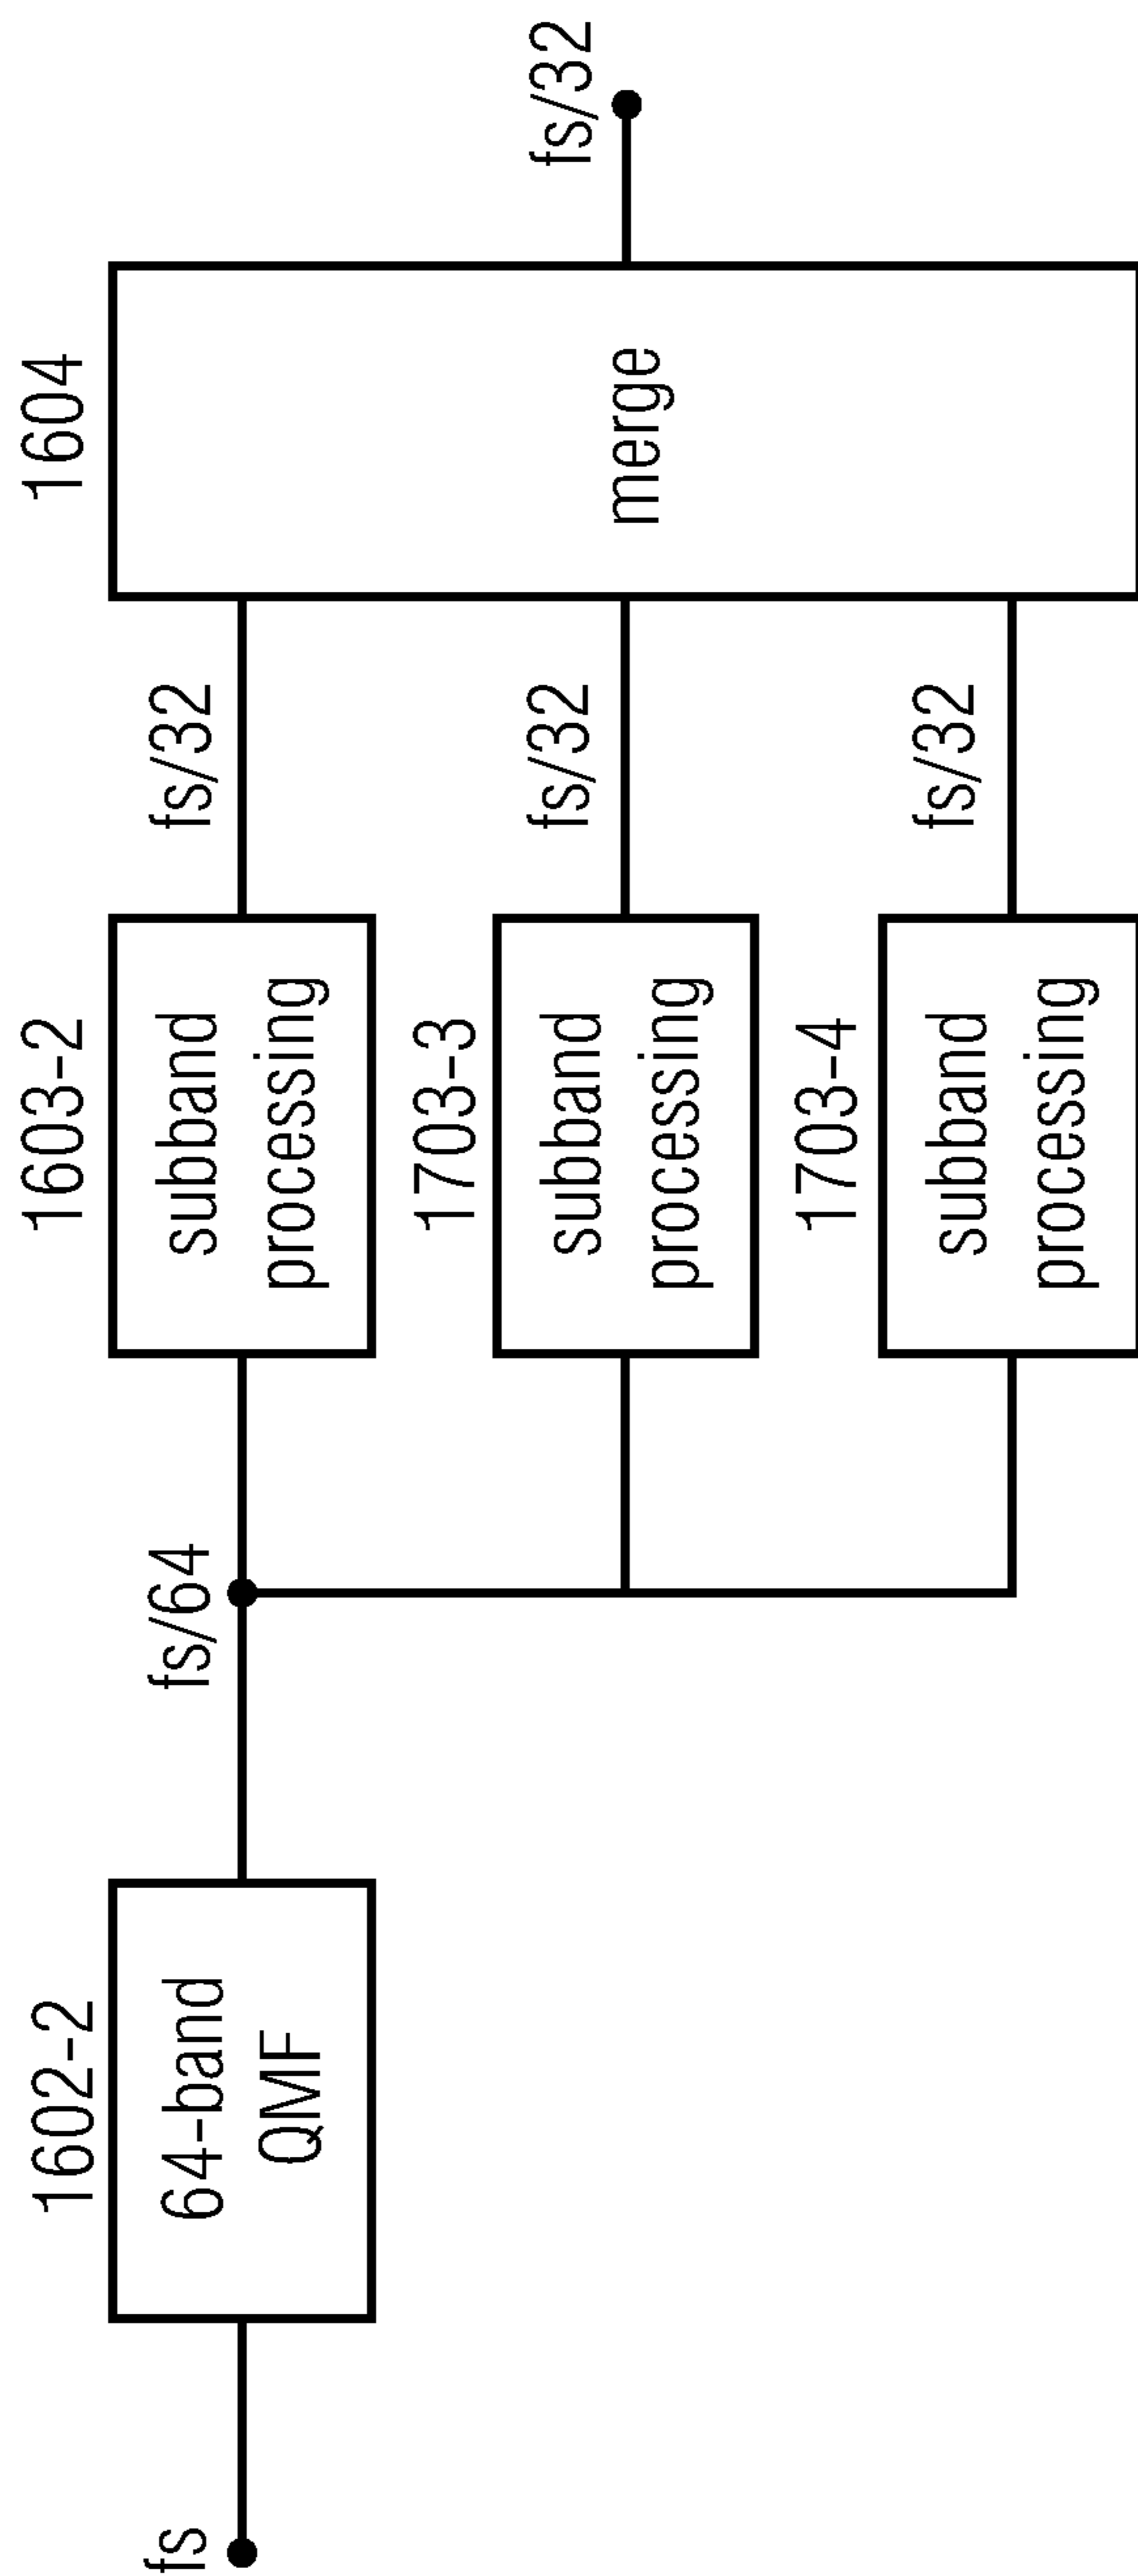 fs
1602-2
64-band
QMF
fs/64
1603-2
subband
processing
fs/32
1703-3
subband
processing
fs/32
1703-4
subband
processing
fs/32
1604
merge
fs/32